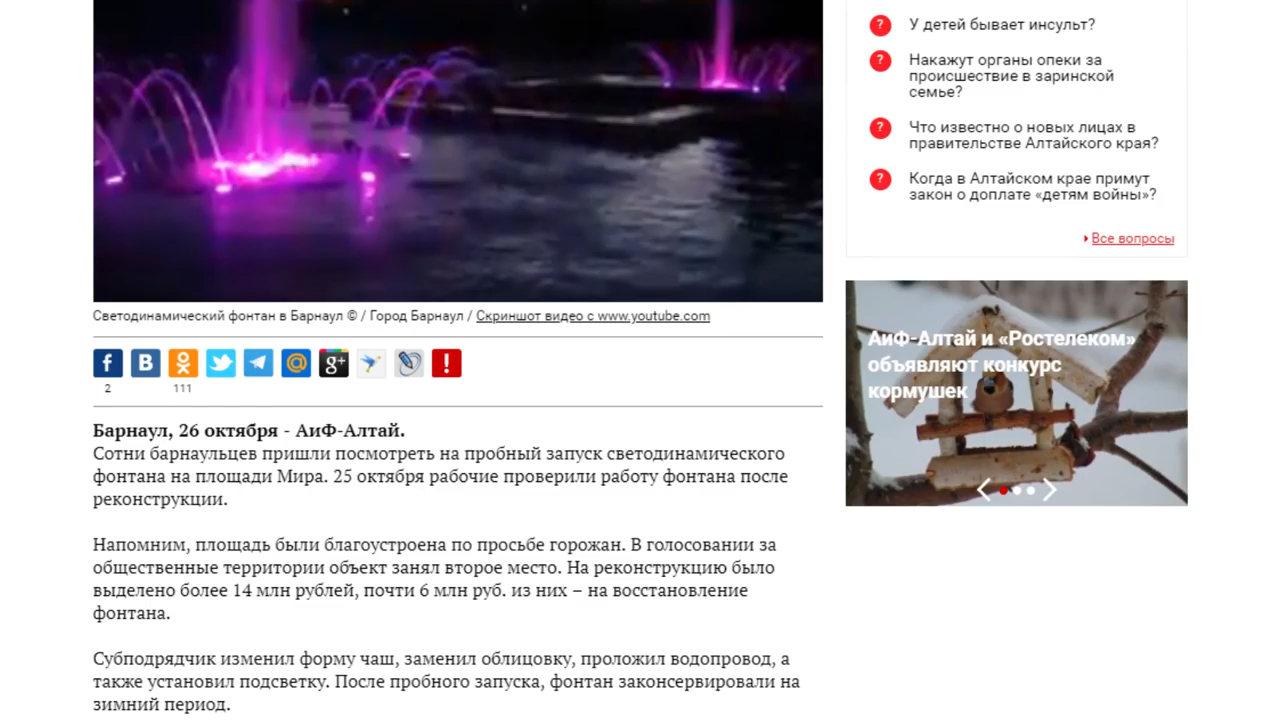 Светодинамический фонтан в Барнаул © / Город Барнаул / Скриншот видео с www.youtube.com
2
111
Барнаул, 26 октября - АиФ-Алтай.
Сотни барнаульцев пришли посмотреть на пробный запуск светодинамического
фонтана на площади Мира. 25 октября рабочие проверили работу фонтана после
реконструкции.
Напомним, площадь были благоустроена по просьбе горожан. В голосовании за
общественные территории объект занял второе место. На реконструкцию было
выделено более 14 млн рублей, почти 6 млн руб. из них – на восстановление
фонтана.
Субподрядчик изменил форму чаш, заменил облицовку, проложил водопровод, а
также установил подсветку. После пробного запуска, фонтан законсервировали на
зимний период.
? У детей бывает инсульт?
? Накажут органы опеки за
происшествие в заринской
семье?
? Что известно о новых лицах в
правительстве Алтайского края?
? Когда в Алтайском крае примут
закон о доплате «детям войны»?
Все вопросы
АиФ-Алтай и «Ростелеком»
объявляют конкурс
кормушек